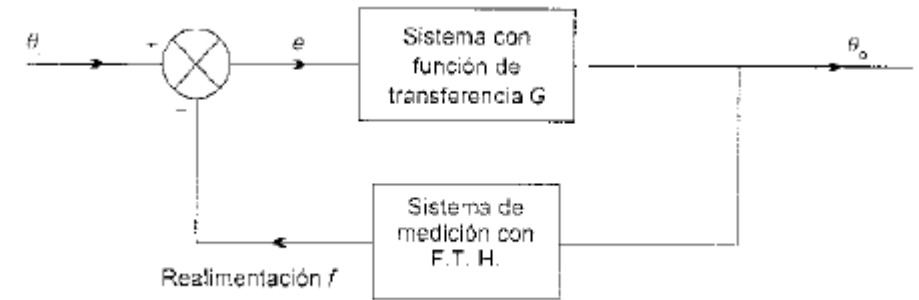 θ
+
e
Sistema con
función de
transferencia G
θo
−
Sistema de
medición con
F.T. H.
Realimentación f